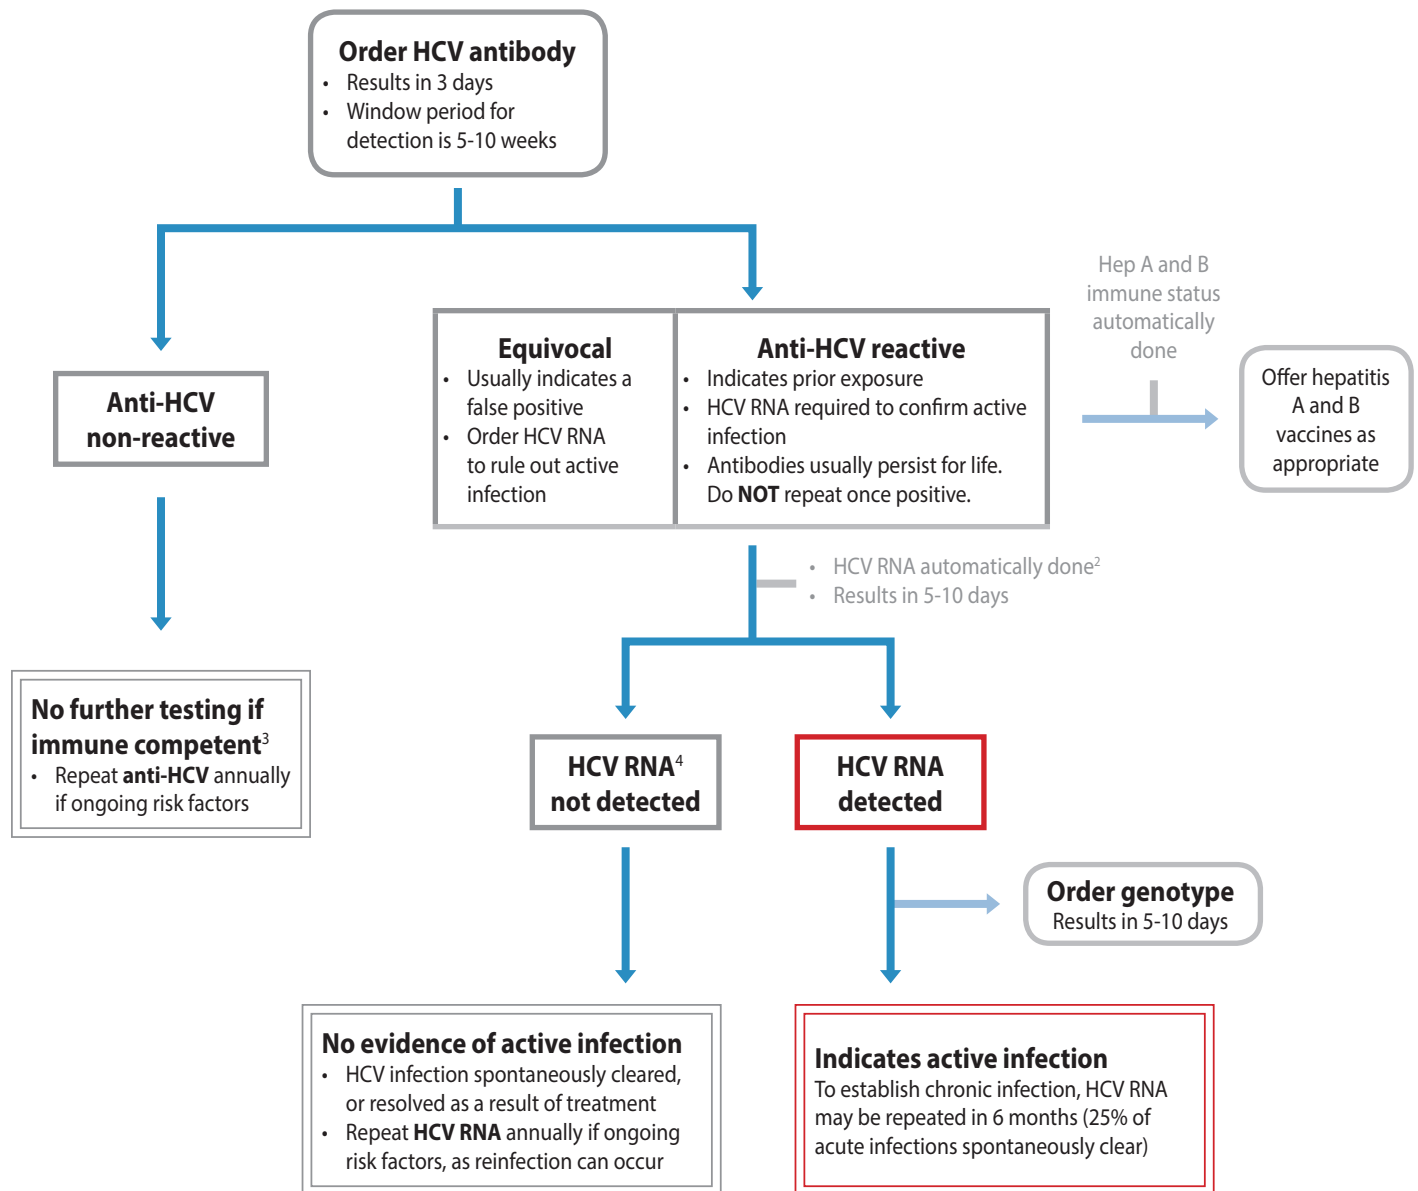 Order HCV antibody
• Results in 3 days
• Window period for
detection is 5-10 weeks
Hep A and B
immune status
automatically
done
Offer hepatitis
A and B
vaccines as
appropriate
Equivocal
• Usually indicates a
false positive
• Order HCV RNA
to rule out active
infection
Anti-HCV reactive
• Indicates prior exposure
• HCV RNA required to confirm active
infection
• Antibodies usually persist for life.
Do NOT repeat once positive.
Anti-HCV
non-reactive
• HCV RNA automatically done²
• Results in 5-10 days
No further testing if
immune competent³
• Repeat anti-HCV annually
if ongoing risk factors
HCV RNA⁴
not detected
HCV RNA
detected
Order genotype
Results in 5-10 days
No evidence of active infection
• HCV infection spontaneously cleared,
or resolved as a result of treatment
• Repeat HCV RNA annually if ongoing
risk factors, as reinfection can occur
Indicates active infection
To establish chronic infection, HCV RNA
may be repeated in 6 months (25% of
acute infections spontaneously clear)